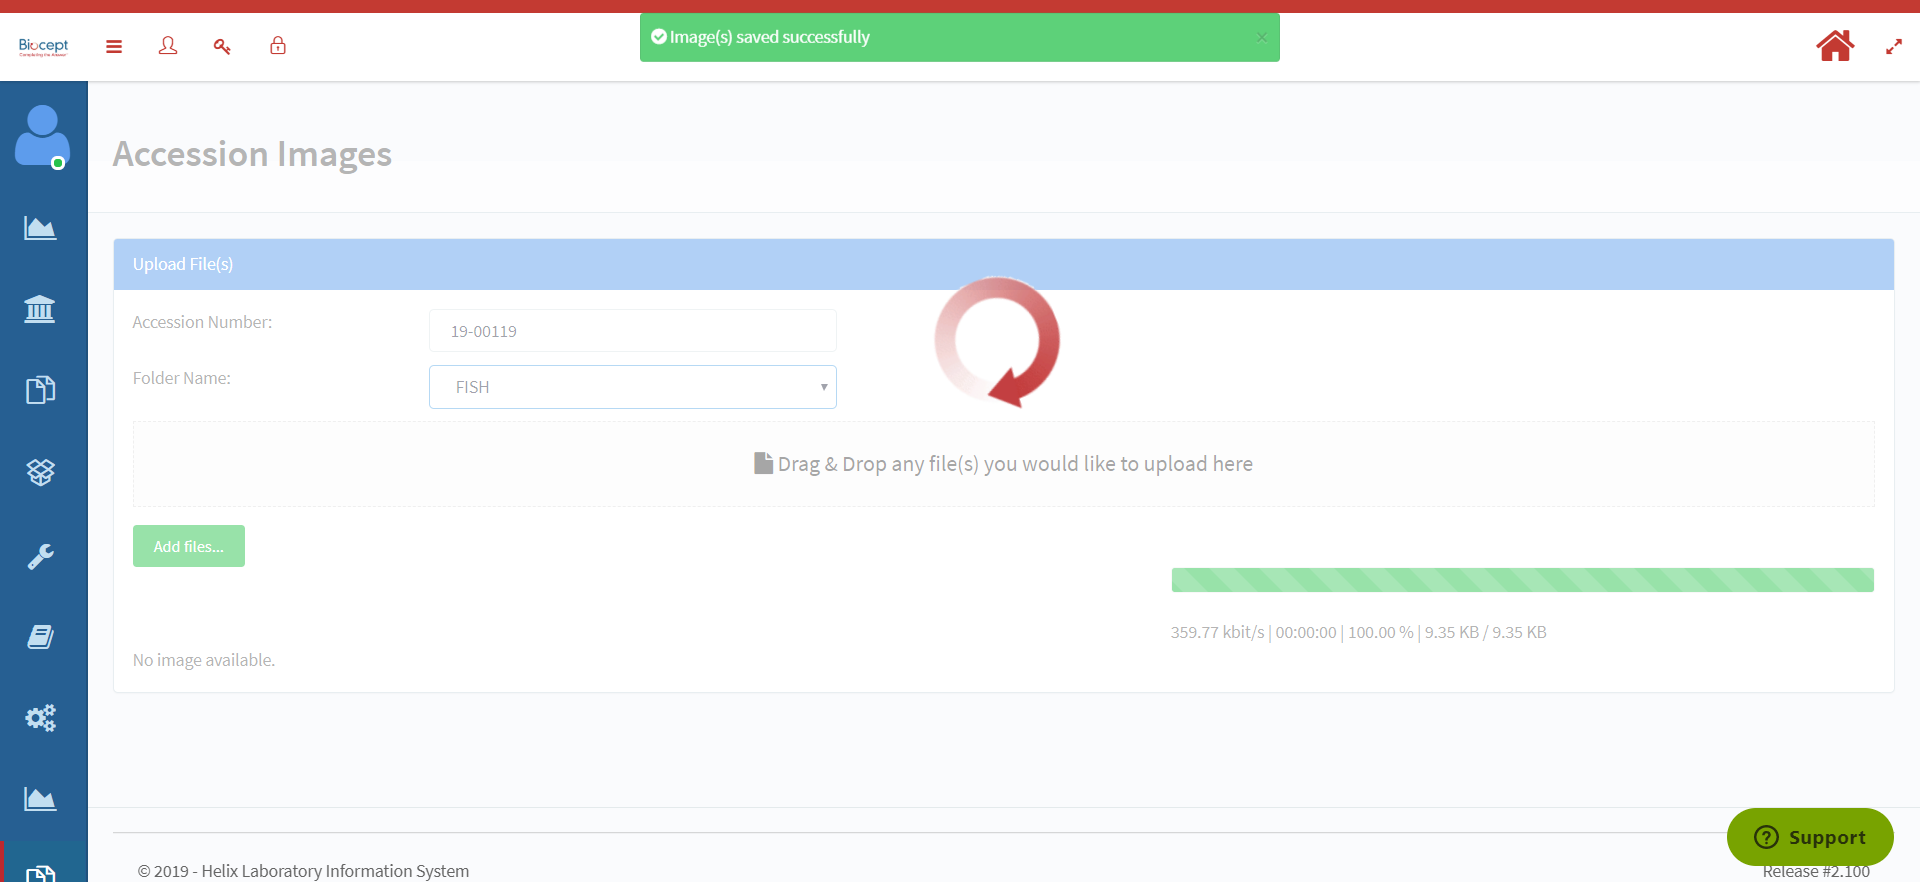 Biocept
Image(s) saved successfully
×
Accession Images
Upload File(s)
Accession Number:
19-00119
Folder Name:
FISH
Drag & Drop any file(s) you would like to upload here
Add files...
359.77 kbit/s | 00:00:00 | 100.00 % | 9.35 KB / 9.35 KB
No image available.
Support
© 2019 - Helix Laboratory Information System
Release #2.100